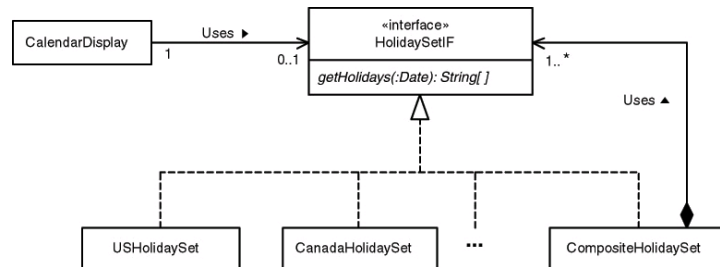 «interface»
HolidaySetIF
getHolidays(:Date): String[ ]
CalendarDisplay
Uses ▶
1
0..1
1..*
Uses ▲
USHolidaySet
CanadaHolidaySet
...
CompositeHolidaySet